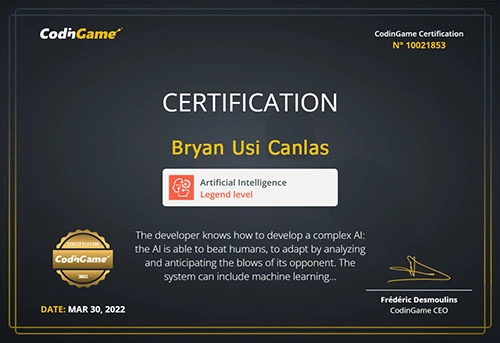 CodinGame
CodinGame Certification
N° 10021853
CERTIFICATION
Bryan Usi Canlas
Artificial Intelligence
Legend level
The developer knows how to develop a complex AI:
the AI is able to beat humans, to adapt by analyzing
and anticipating the blows of its opponent. The
system can include machine learning...
CERTIFICATION
CodinGame
2022
Frédéric Desmoulins
CodinGame CEO
DATE: MAR 30, 2022